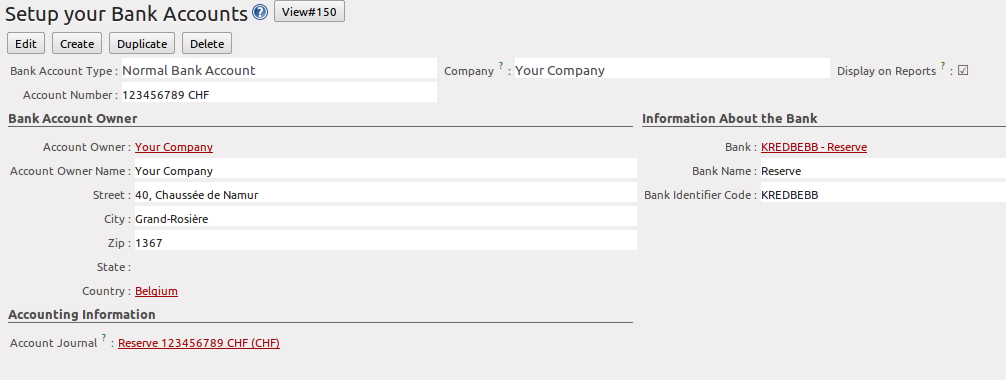 Setup your Bank Accounts ? View#150
Edit Create Duplicate Delete
Bank Account Type : Normal Bank Account Company ? : Your Company Display on Reports ? : ☑
Account Number : 123456789 CHF
Bank Account Owner
Account Owner : Your Company
Account Owner Name : Your Company
Street : 40, Chaussée de Namur
City : Grand-Rosière
Zip : 1367
State :
Country : Belgium
Information About the Bank
Bank : KREDBEBB - Reserve
Bank Name : Reserve
Bank Identifier Code : KREDBEBB
Accounting Information
Account Journal ? : Reserve 123456789 CHF (CHF)